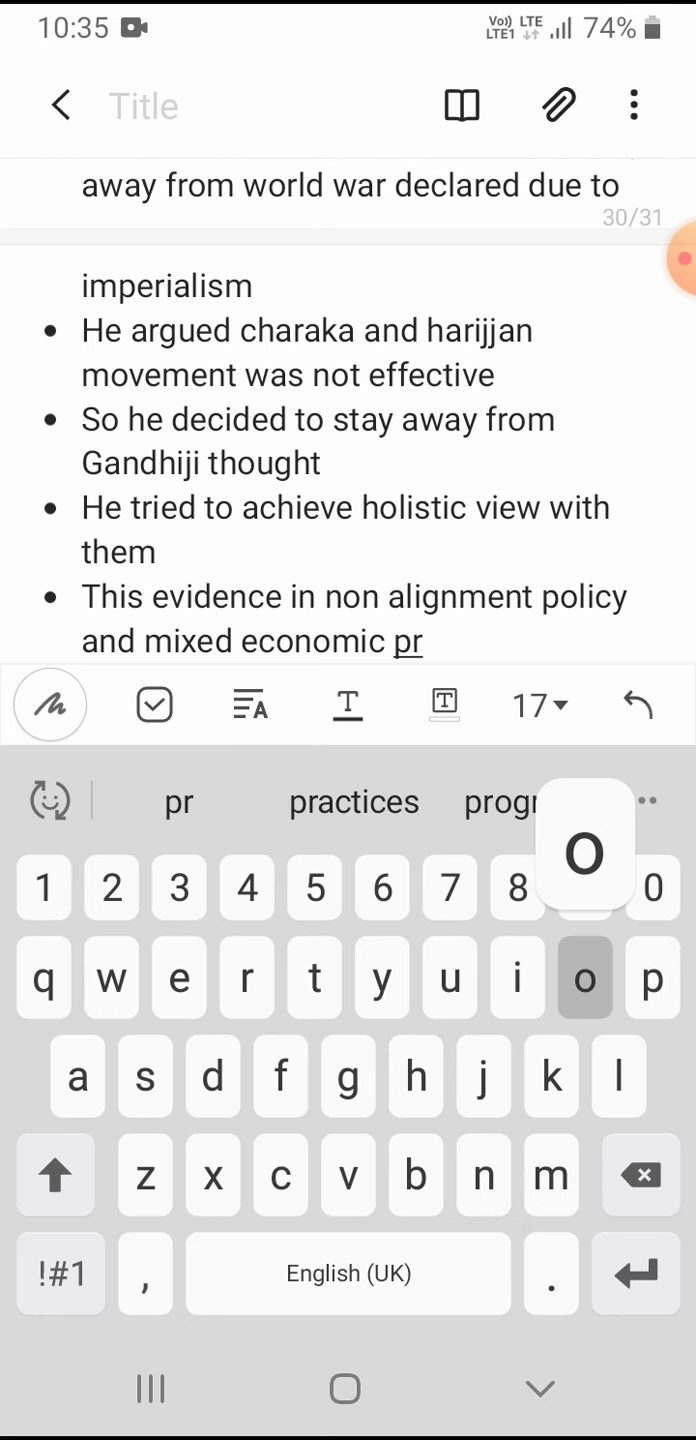 10:35 Vo)) LTE LTE1 74%
Title
away from world war declared due to
30/31
imperialism
• He argued charaka and harijjan
movement was not effective
• So he decided to stay away from
Gandhiji thought
• He tried to achieve holistic view with
them
• This evidence in non alignment policy
and mixed economic pr
17
pr practices progr
o
1 2 3 4 5 6 7 8 0
q w e r t y u i o p
a s d f g h j k l
z x c v b n m
!#1 , English (UK) .